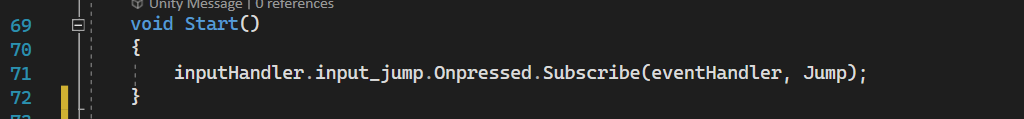 Unity Message | 0 references
69 void Start()
70 {
71 inputHandler.input_jump.Onpressed.Subscribe(eventHandler, Jump);
72 }